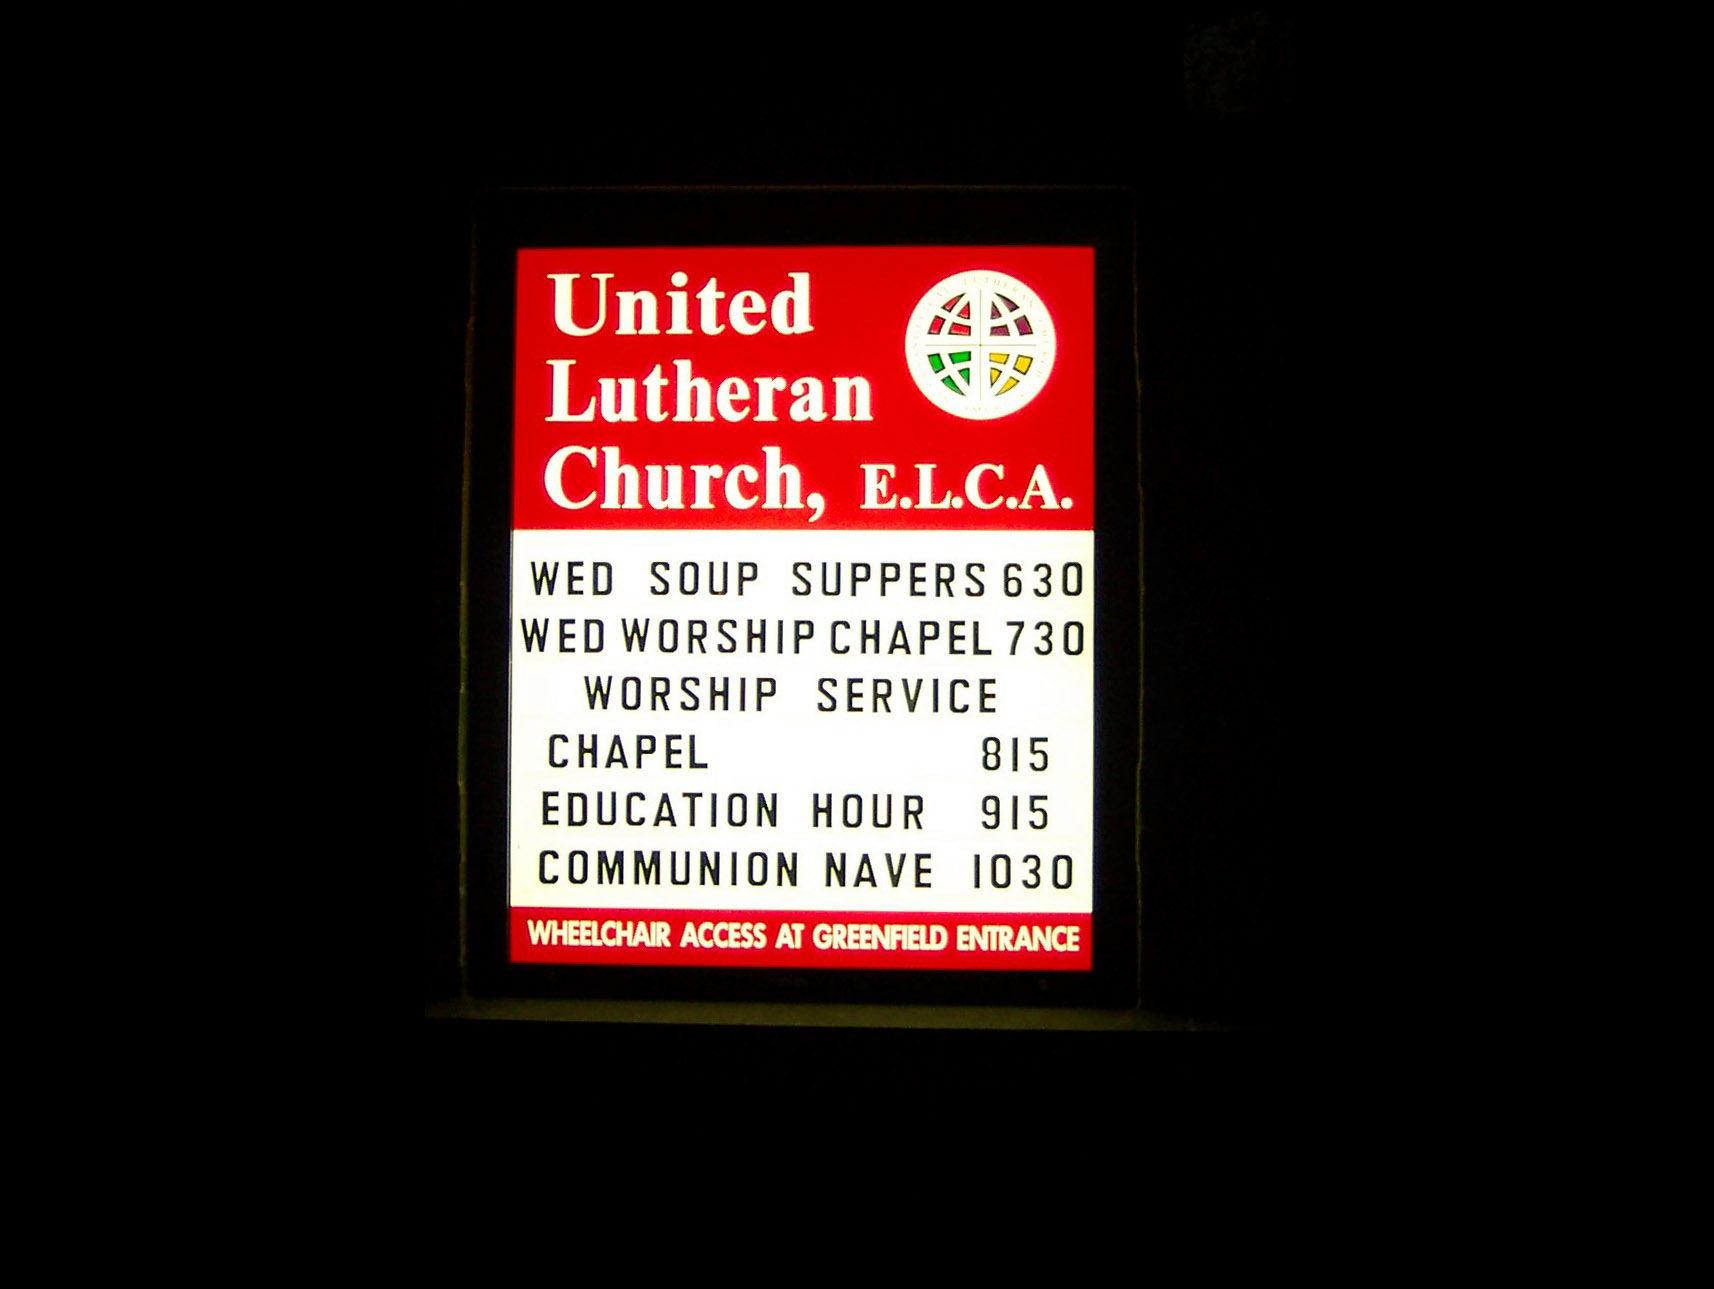 United
Lutheran
Church, E.L.C.A.
WED SOUP SUPPERS 630
WED WORSHIP CHAPEL 730
WORSHIP SERVICE
CHAPEL 815
EDUCATION HOUR 915
COMMUNION NAVE 1030
WHEELCHAIR ACCESS AT GREENFIELD ENTRANCE